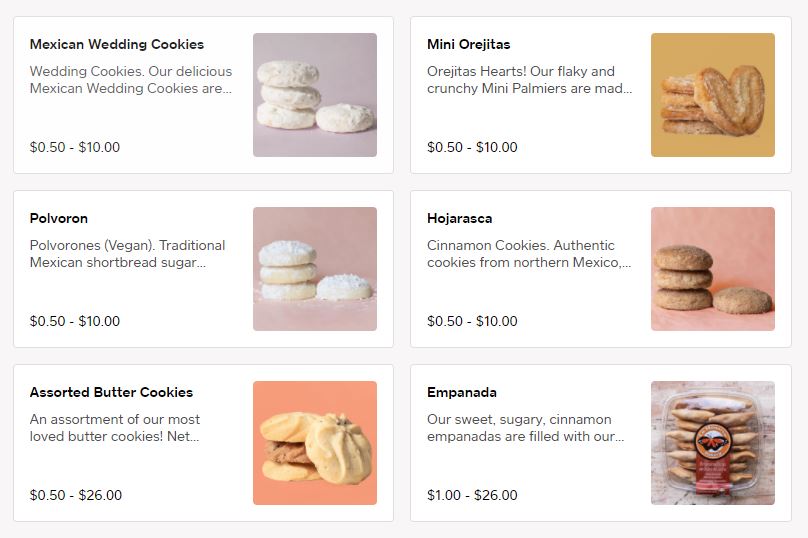 Mexican Wedding Cookies
Wedding Cookies. Our delicious
Mexican Wedding Cookies are...
$0.50 - $10.00
Mini Orejitas
Orejitas Hearts! Our flaky and
crunchy Mini Palmiers are mad...
$0.50 - $10.00
Polvoron
Polvorones (Vegan). Traditional
Mexican shortbread sugar...
$0.50 - $10.00
Hojarasca
Cinnamon Cookies. Authentic
cookies from northern Mexico,...
$0.50 - $10.00
Assorted Butter Cookies
An assortment of our most
loved butter cookies! Net...
$0.50 - $26.00
Empanada
Our sweet, sugary, cinnamon
empanadas are filled with our...
$1.00 - $26.00